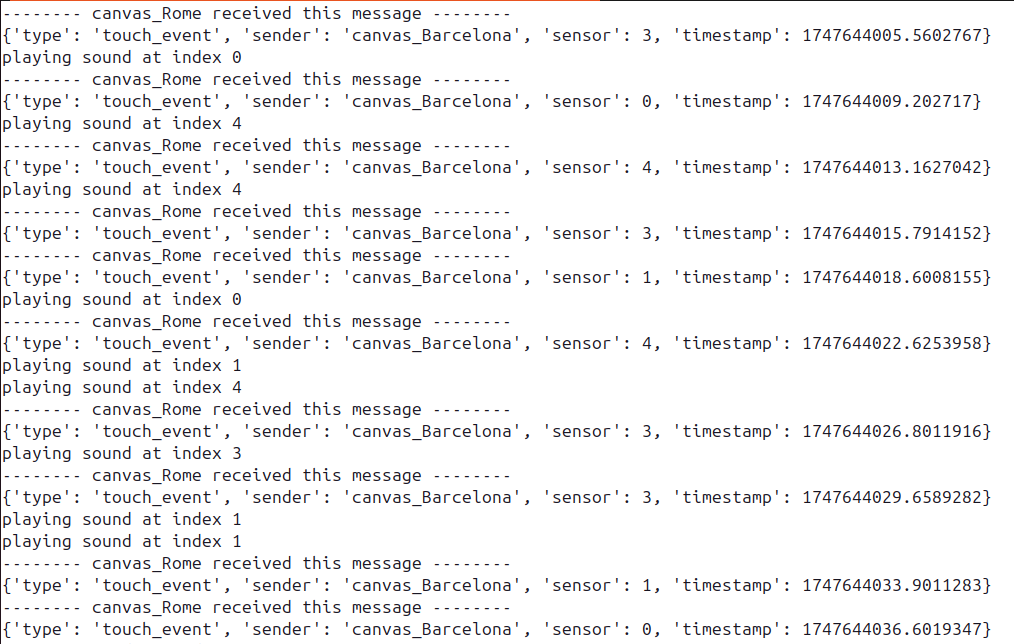 -------- canvas_Rome received this message --------
{'type': 'touch_event', 'sender': 'canvas_Barcelona', 'sensor': 3, 'timestamp': 1747644005.5602767}
playing sound at index 0
-------- canvas_Rome received this message --------
{'type': 'touch_event', 'sender': 'canvas_Barcelona', 'sensor': 0, 'timestamp': 1747644009.202717}
playing sound at index 4
-------- canvas_Rome received this message --------
{'type': 'touch_event', 'sender': 'canvas_Barcelona', 'sensor': 4, 'timestamp': 1747644013.1627042}
playing sound at index 4
-------- canvas_Rome received this message --------
{'type': 'touch_event', 'sender': 'canvas_Barcelona', 'sensor': 3, 'timestamp': 1747644015.7914152}
-------- canvas_Rome received this message --------
{'type': 'touch_event', 'sender': 'canvas_Barcelona', 'sensor': 1, 'timestamp': 1747644018.6008155}
playing sound at index 0
-------- canvas_Rome received this message --------
{'type': 'touch_event', 'sender': 'canvas_Barcelona', 'sensor': 4, 'timestamp': 1747644022.6253958}
playing sound at index 1
playing sound at index 4
-------- canvas_Rome received this message --------
{'type': 'touch_event', 'sender': 'canvas_Barcelona', 'sensor': 3, 'timestamp': 1747644026.8011916}
playing sound at index 3
-------- canvas_Rome received this message --------
{'type': 'touch_event', 'sender': 'canvas_Barcelona', 'sensor': 3, 'timestamp': 1747644029.6589282}
playing sound at index 1
playing sound at index 1
-------- canvas_Rome received this message --------
{'type': 'touch_event', 'sender': 'canvas_Barcelona', 'sensor': 1, 'timestamp': 1747644033.9011283}
-------- canvas_Rome received this message --------
{'type': 'touch_event', 'sender': 'canvas_Barcelona', 'sensor': 0, 'timestamp': 1747644036.6019347}